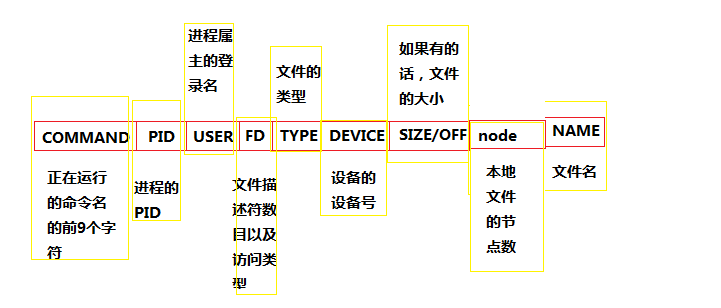 进程属
主的登
录名
文件的
类型
如果有的
话，文件
的大小
COMMAND PID USER FD TYPE DEVICE SIZE/OFF node NAME
正在运行
的命令名
的前9个字
符
进程的
PID
文件描
述符数
目以及
访问类
型
设备的
设备号
本地
文件
的节
点数
文件名